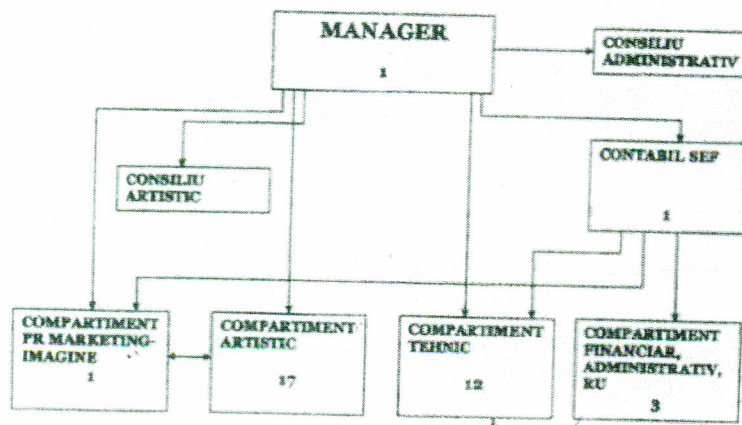 MANAGER
1
CONSILIU
ADMINISTRATIV
CONSILIU
ARTISTIC
CONTABIL SEF
1
COMPARTIMENT
PR MARKETING-
IMAGINE
1
COMPARTIMENT
ARTISTIC
17
COMPARTIMENT
TEHNIC
12
COMPARTIMENT
FINANCIAR,
ADMINISTRATIV,
RU
3